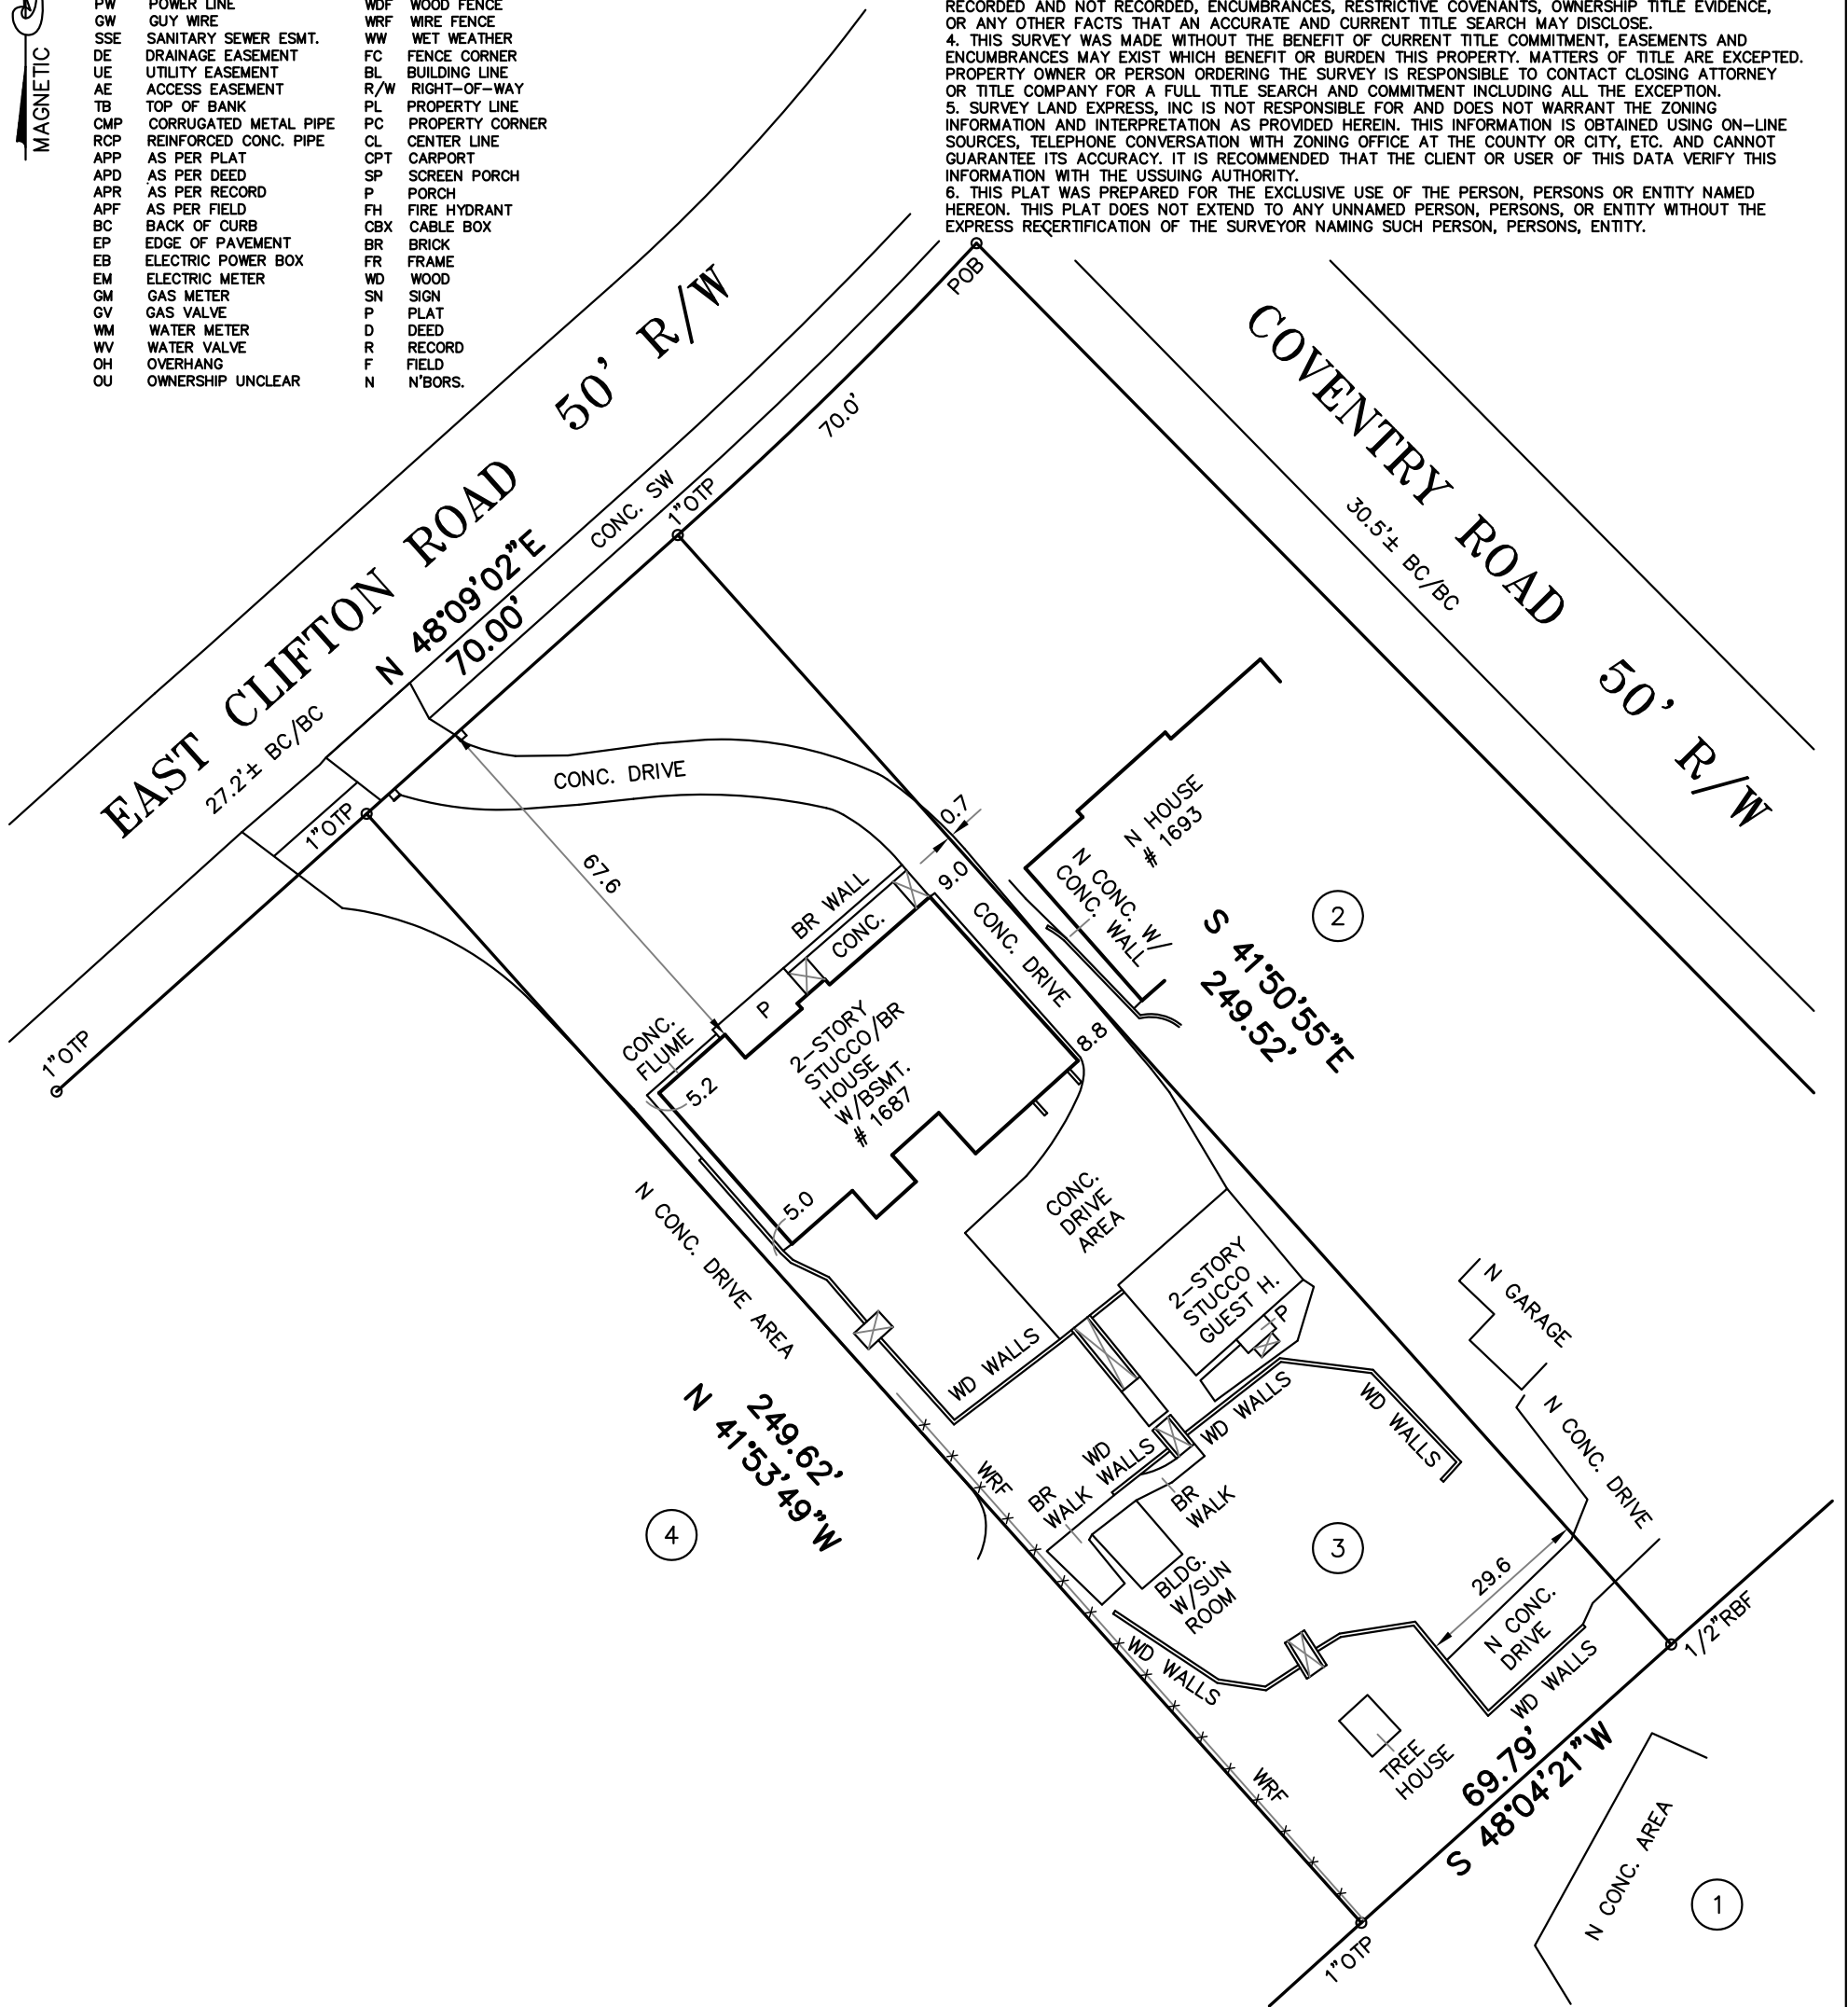 MAGNETIC
PW POWER LINE
GW GUY WIRE
SSE SANITARY SEWER ESMT.
DE DRAINAGE EASEMENT
UE UTILITY EASEMENT
AE ACCESS EASEMENT
TB TOP OF BANK
CMP CORRUGATED METAL PIPE
RCP REINFORCED CONC. PIPE
APP AS PER PLAT
APD AS PER DEED
APR AS PER RECORD
APF AS PER FIELD
BC BACK OF CURB
EP EDGE OF PAVEMENT
EB ELECTRIC POWER BOX
EM ELECTRIC METER
GM GAS METER
GV GAS VALVE
WM WATER METER
WV WATER VALVE
OH OVERHANG
OU OWNERSHIP UNCLEAR
WDF WOOD FENCE
WRF WIRE FENCE
WW WET WEATHER
FC FENCE CORNER
BL BUILDING LINE
R/W RIGHT-OF-WAY
PL PROPERTY LINE
PC PROPERTY CORNER
CL CENTER LINE
CPT CARPORT
SP SCREEN PORCH
P PORCH
FH FIRE HYDRANT
CBX CABLE BOX
BR BRICK
FR FRAME
WD WOOD
SN SIGN
P PLAT
D DEED
R RECORD
F FIELD
N N'BORS.
RECORDED AND NOT RECORDED, ENCUMBRANCES, RESTRICTIVE COVENANTS, OWNERSHIP TITLE EVIDENCE,
OR ANY OTHER FACTS THAT AN ACCURATE AND CURRENT TITLE SEARCH MAY DISCLOSE.
4. THIS SURVEY WAS MADE WITHOUT THE BENEFIT OF CURRENT TITLE COMMITMENT, EASEMENTS AND
ENCUMBRANCES MAY EXIST WHICH BENEFIT OR BURDEN THIS PROPERTY. MATTERS OF TITLE ARE EXCEPTED.
PROPERTY OWNER OR PERSON ORDERING THE SURVEY IS RESPONSIBLE TO CONTACT CLOSING ATTORNEY
OR TITLE COMPANY FOR A FULL TITLE SEARCH AND COMMITMENT INCLUDING ALL THE EXCEPTION.
5. SURVEY LAND EXPRESS, INC IS NOT RESPONSIBLE FOR AND DOES NOT WARRANT THE ZONING
INFORMATION AND INTERPRETATION AS PROVIDED HEREIN. THIS INFORMATION IS OBTAINED USING ON-LINE
SOURCES, TELEPHONE CONVERSATION WITH ZONING OFFICE AT THE COUNTY OR CITY, ETC. AND CANNOT
GUARANTEE ITS ACCURACY. IT IS RECOMMENDED THAT THE CLIENT OR USER OF THIS DATA VERIFY THIS
INFORMATION WITH THE USSUING AUTHORITY.
6. THIS PLAT WAS PREPARED FOR THE EXCLUSIVE USE OF THE PERSON, PERSONS OR ENTITY NAMED
HEREON. THIS PLAT DOES NOT EXTEND TO ANY UNNAMED PERSON, PERSONS, OR ENTITY WITHOUT THE
EXPRESS RECERTIFICATION OF THE SURVEYOR NAMING SUCH PERSON, PERSONS, ENTITY.
POB
EAST CLIFTON ROAD 50' R/W
27.2'± BC/BC
COVENTRY ROAD 50' R/W
30.5'± BC/BC
70.0'
CONC. SW
1"OTP
N 48°09'02"E
70.00'
1"OTP
1"OTP
CONC. DRIVE
67.6
0.7
9.0
N HOUSE
# 1693
N CONC. W/
CONC. WALL
2
S 41°50'55"E
249.52'
BR WALL
CONC.
P
CONC. DRIVE
8.8
CONC.
FLUME
5.2
2-STORY
STUCCO/BR
HOUSE
W/BSMT.
# 1687
5.0
N CONC. DRIVE AREA
CONC.
DRIVE
AREA
2-STORY
STUCCO
GUEST H.
P
N GARAGE
WD WALLS
WD WALLS
WD WALLS
N CONC. DRIVE
249.62'
N 41°53'49"W
4
WRF
WD
WALLS
BR
WALK
BR
WALK
BLDG.
W/SUN
ROOM
3
29.6
N CONC.
DRIVE
1/2"RBF
WD WALLS
WD WALLS
TREE
HOUSE
69.79'
S 48°04'21"W
WRF
N CONC. AREA
1
1"OTP